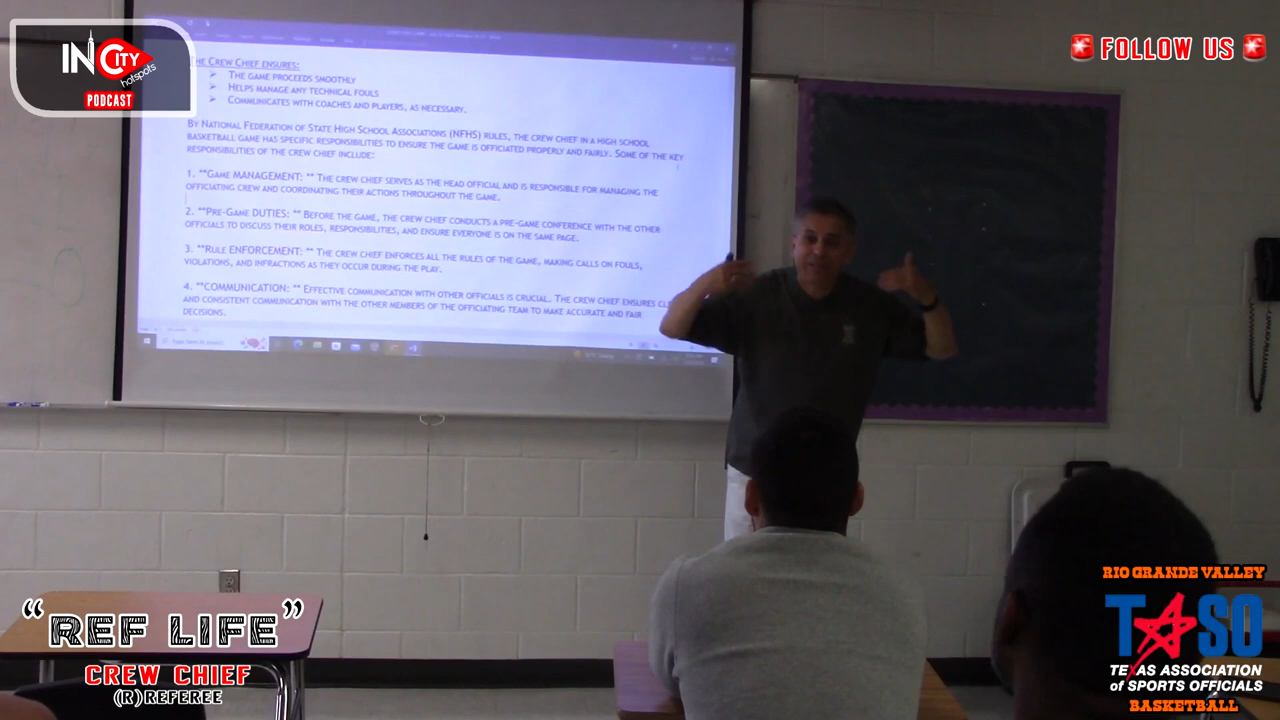 IN CITY
hotspots
PODCAST
🚨 FOLLOW US 🚨
THE CREW CHIEF ENSURES:
➤ THE GAME PROCEEDS SMOOTHLY
➤ HELPS MANAGE ANY TECHNICAL FOULS
➤ COMMUNICATES WITH COACHES AND PLAYERS, AS NECESSARY.
BY NATIONAL FEDERATION OF STATE HIGH SCHOOL ASSOCIATIONS (NFHS) RULES, THE CREW CHIEF IN A HIGH SCHOOL
BASKETBALL GAME HAS SPECIFIC RESPONSIBILITIES TO ENSURE THE GAME IS OFFICIATED PROPERLY AND FAIRLY. SOME OF THE KEY
RESPONSIBILITIES OF THE CREW CHIEF INCLUDE:
1. **GAME MANAGEMENT: ** THE CREW CHIEF SERVES AS THE HEAD OFFICIAL AND IS RESPONSIBLE FOR MANAGING THE
OFFICIATING CREW AND COORDINATING THEIR ACTIONS THROUGHOUT THE GAME.
2. **PRE-GAME DUTIES: ** BEFORE THE GAME, THE CREW CHIEF CONDUCTS A PRE-GAME CONFERENCE WITH THE OTHER
OFFICIALS TO DISCUSS THEIR ROLES, RESPONSIBILITIES, AND ENSURE EVERYONE IS ON THE SAME PAGE.
3. **RULE ENFORCEMENT: ** THE CREW CHIEF ENFORCES ALL THE RULES OF THE GAME, MAKING CALLS ON FOULS,
VIOLATIONS, AND INFRACTIONS AS THEY OCCUR DURING THE PLAY.
4. **COMMUNICATION: ** EFFECTIVE COMMUNICATION WITH OTHER OFFICIALS IS CRUCIAL. THE CREW CHIEF ENSURES CLE
AND CONSISTENT COMMUNICATION WITH THE OTHER MEMBERS OF THE OFFICIATING TEAM TO MAKE ACCURATE AND FAIR
DECISIONS.
"REF LIFE"
CREW CHIEF
(R)REFEREE
RIO GRANDE VALLEY
TASO
TEXAS ASSOCIATION
of SPORTS OFFICIALS
BASKETBALL